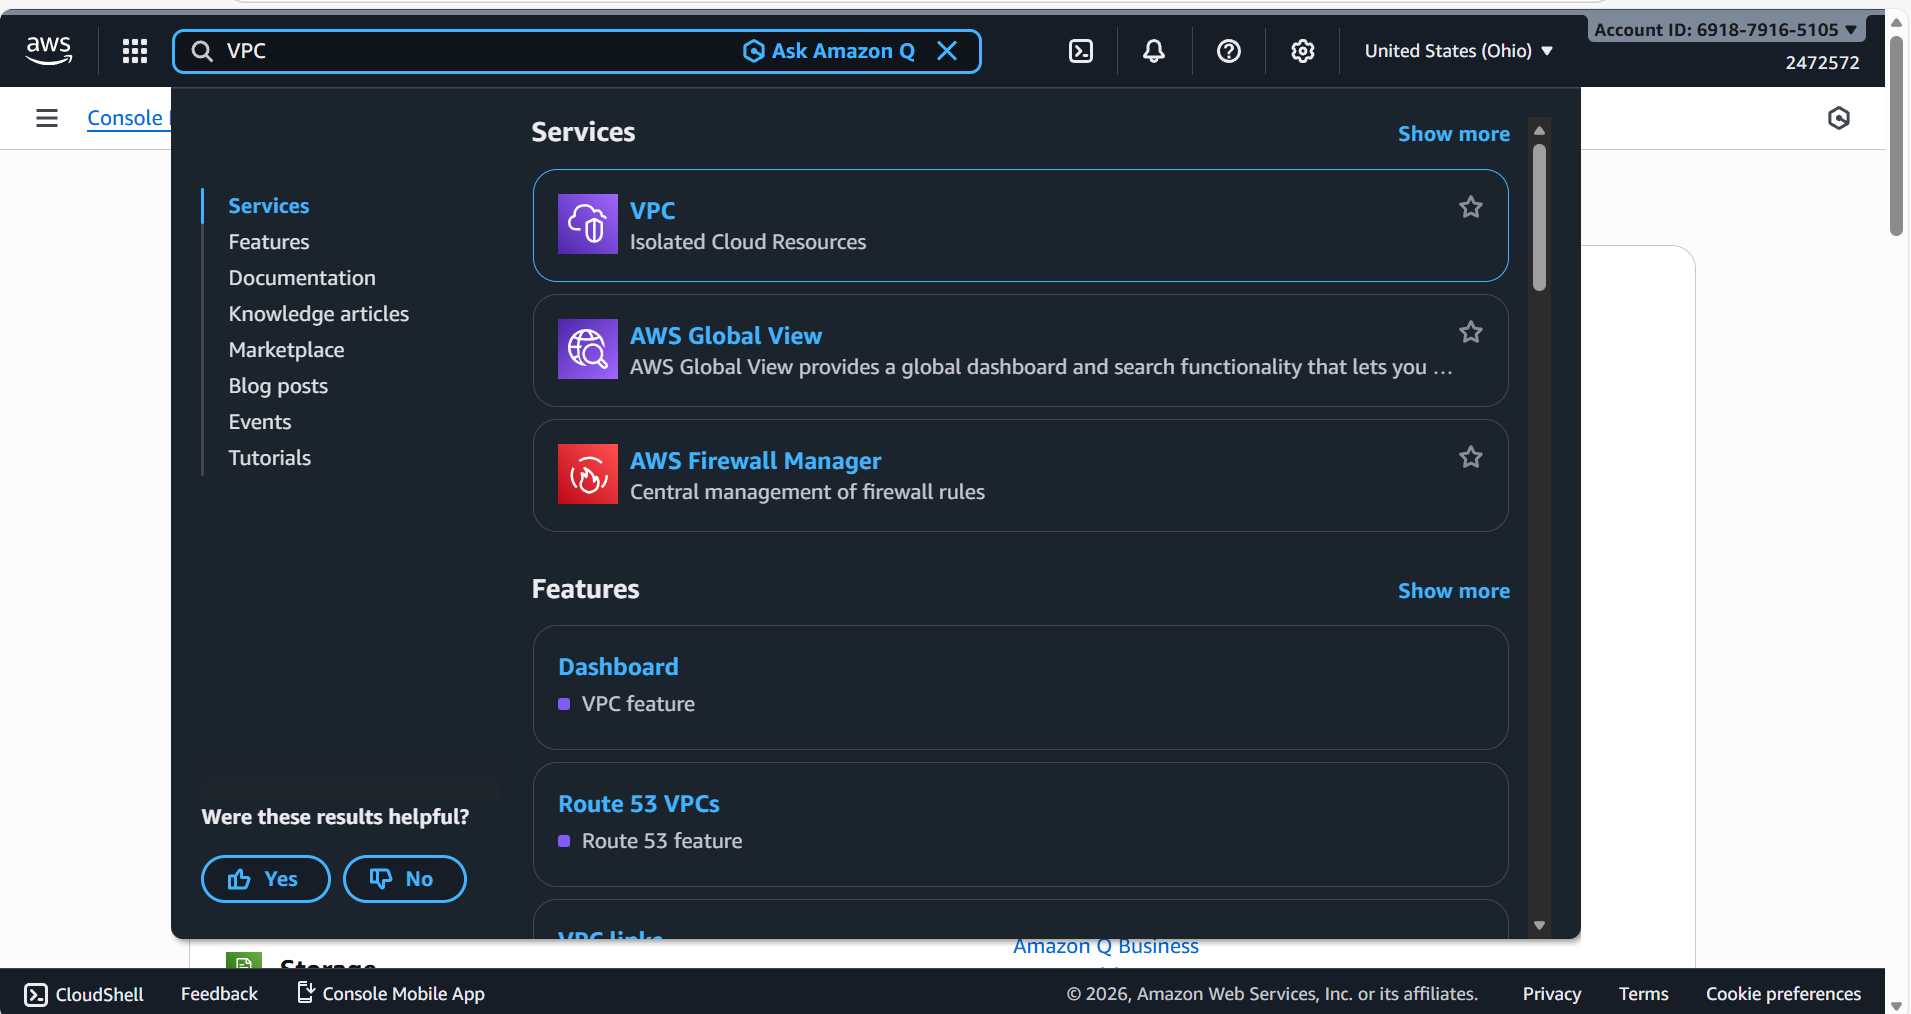 aws
VPC
Ask Amazon Q
United States (Ohio)
Account ID: 6918-7916-5105
2472572
Console
Services
Features
Documentation
Knowledge articles
Marketplace
Blog posts
Events
Tutorials
Were these results helpful?
Yes
No
Services
Show more
VPC
Isolated Cloud Resources
AWS Global View
AWS Global View provides a global dashboard and search functionality that lets you ...
AWS Firewall Manager
Central management of firewall rules
Features
Show more
Dashboard
VPC feature
Route 53 VPCs
Route 53 feature
VPC links
Storage
Amazon Q Business
CloudShell
Feedback
Console Mobile App
© 2026, Amazon Web Services, Inc. or its affiliates.
Privacy
Terms
Cookie preferences